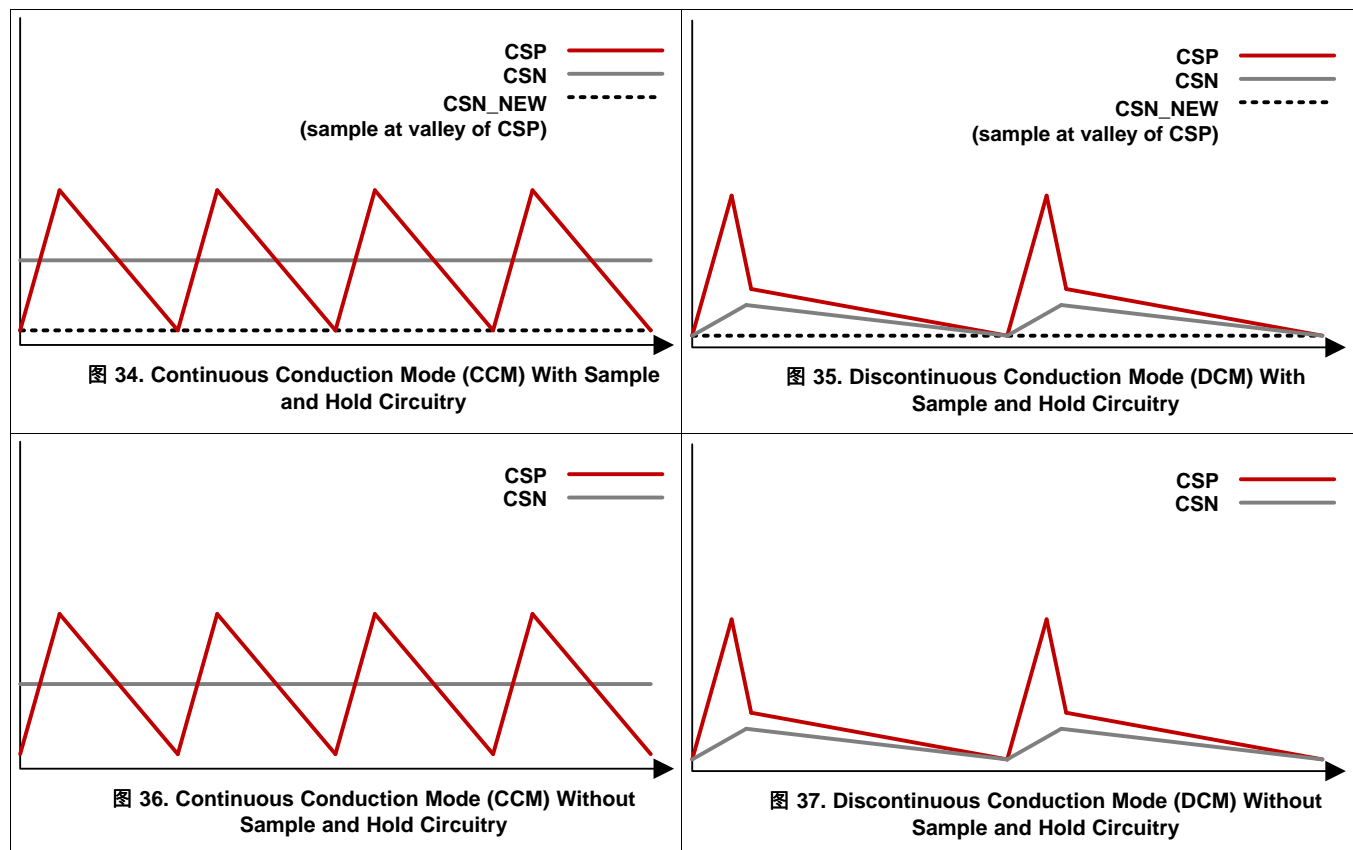 CSP
CSN
CSN_NEW
(sample at valley of CSP)
图 34. Continuous Conduction Mode (CCM) With Sample
and Hold Circuitry
CSP
CSN
CSN_NEW
(sample at valley of CSP)
图 35. Discontinuous Conduction Mode (DCM) With
Sample and Hold Circuitry
CSP
CSN
图 36. Continuous Conduction Mode (CCM) Without
Sample and Hold Circuitry
CSP
CSN
图 37. Discontinuous Conduction Mode (DCM) Without
Sample and Hold Circuitry